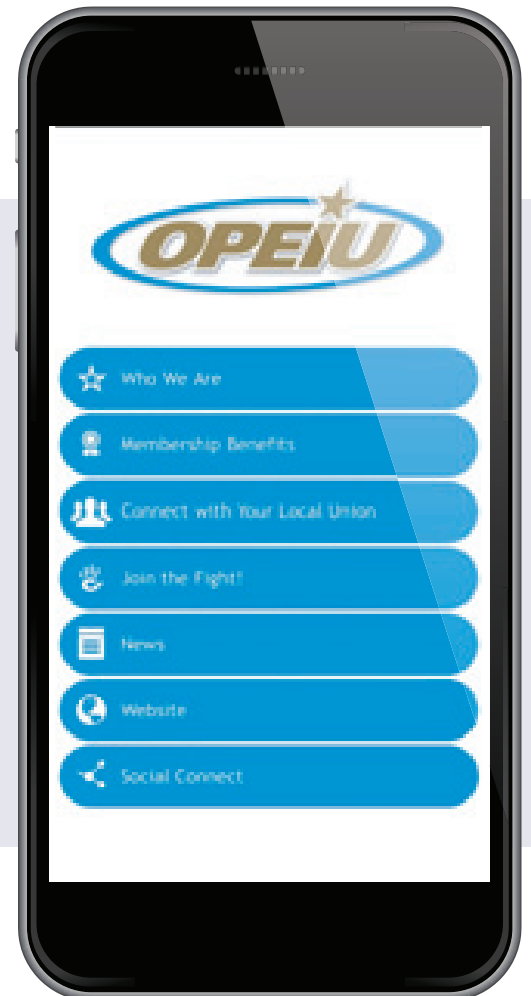 OPEIU
Who We Are
Membership Benefits
Connect with Your Local Union
Join the Fight!
News
Website
Social Connect